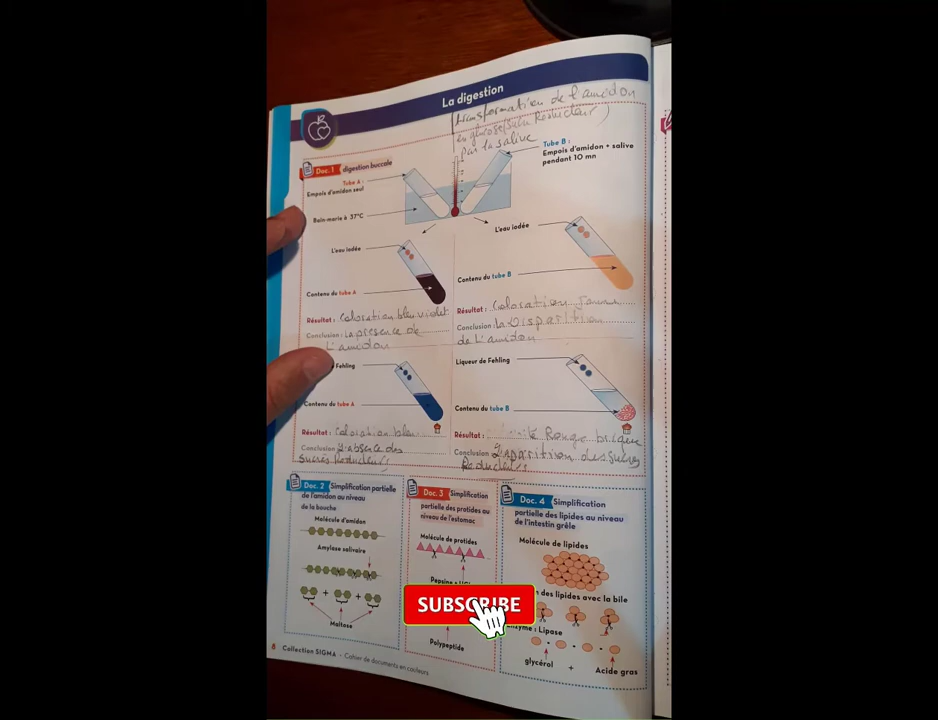 La digestion
transformation de l'amidon
en glucose (sucre Réducteur)
par la salive
Doc. 1 digestion buccale
Tube A :
Empois d'amidon seul
Tube B :
Empois d'amidon + salive
pendant 10 mn
Bain-marie à 37°C
L'eau iodée
L'eau iodée
Contenu du tube A
Contenu du tube B
Résultat : Coloration bleu violet
Conclusion : La présence de
L'amidon
Résultat : Coloration
Conclusion : La Disparition
de L'amidon
Fehling
Liqueur de Fehling
Contenu du tube A
Contenu du tube B
Résultat : Coloration bleu
Conclusion : L'absence des
sucres Réducteurs
Résultat : Rouge brique
Conclusion des sucres
Réducteurs
Doc. 2 Simplification partielle
de l'amidon au niveau
de la bouche
Molécule d'amidon
Amylase salivaire
+ +
Maltose
Doc. 3 Simplification
partielle des protides au
niveau de l'estomac
Molécule de protides
Pepsine +
SUBSCRIBE
Polypeptide
Doc. 4 Simplification
partielle des lipides au niveau
de l'intestin grêle
Molécule de lipides
des lipides avec la bile
Enzyme : Lipase
glycérol + Acide gras
8 Collection SIGMA – Cahier de documents en couleurs